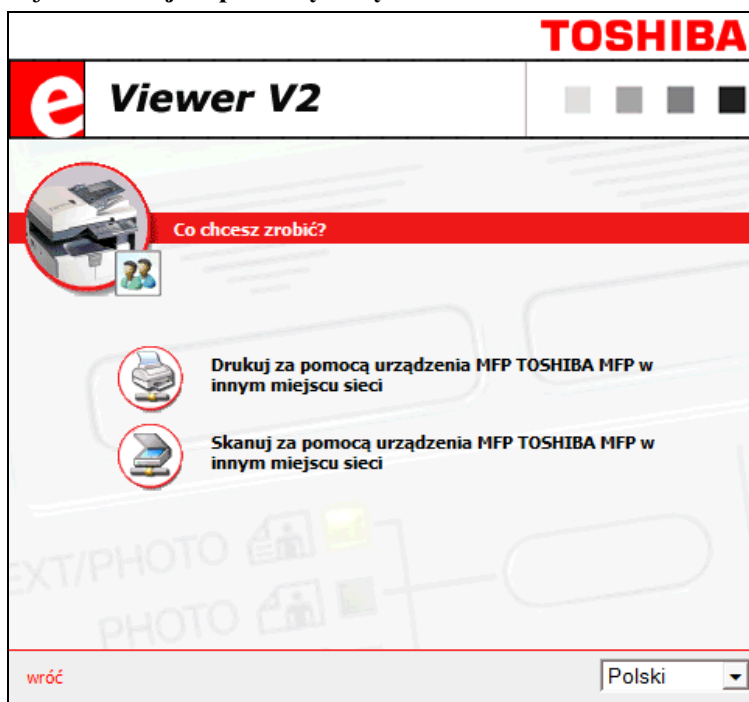 TOSHIBA
e Viewer V2
Co chcesz zrobić?
Drukuj za pomocą urządzenia MFP TOSHIBA MFP w
innym miejscu sieci
Skanuj za pomocą urządzenia MFP TOSHIBA MFP w
innym miejscu sieci
EXT/PHOTO
PHOTO
wróć
Polski